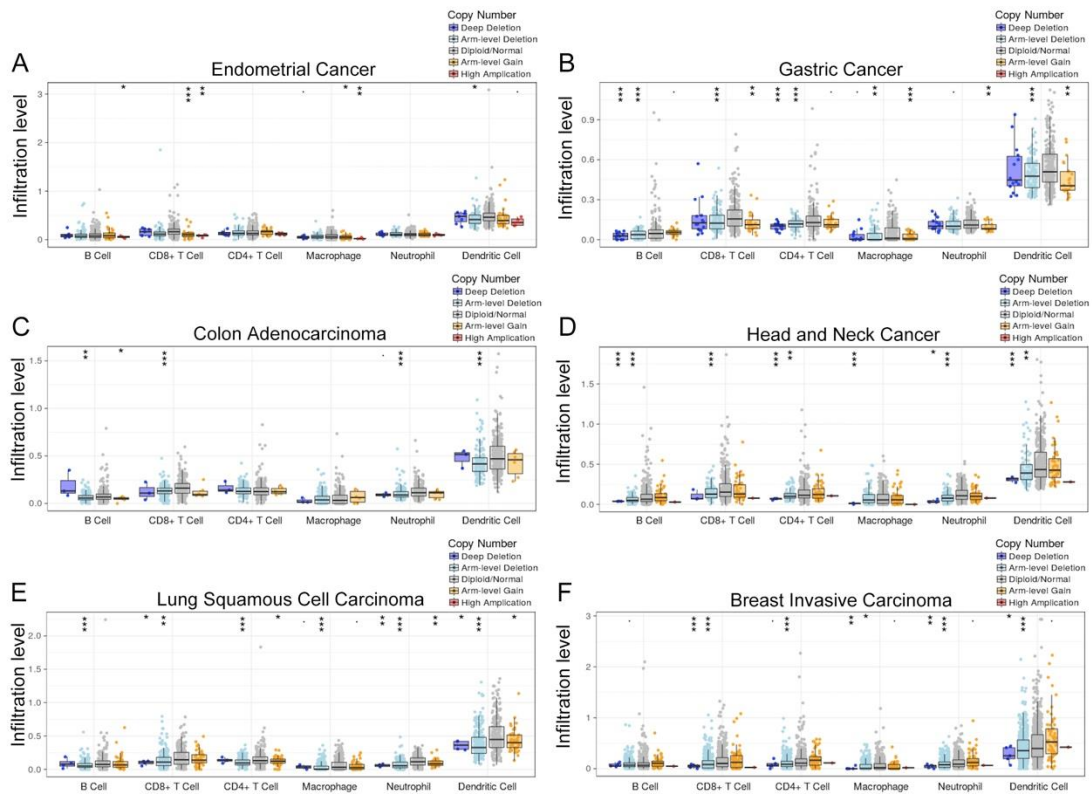 Copy Number
Deep Deletion
Arm-level Deletion
Diploid/Normal
Arm-level Gain
High Amplication
A
Endometrial Cancer
* *** ** . * ** * .
Infiltration level
3
2
1
0
B Cell CD8+ T Cell CD4+ T Cell Macrophage Neutrophil Dendritic Cell
Copy Number
Deep Deletion
Arm-level Deletion
Diploid/Normal
Arm-level Gain
High Amplication
B
Gastric Cancer
*** *** . *** ** *** *** . ** *** . ** *** **
Infiltration level
0.9
0.6
0.3
0.0
B Cell CD8+ T Cell CD4+ T Cell Macrophage Neutrophil Dendritic Cell
Copy Number
Deep Deletion
Arm-level Deletion
Diploid/Normal
Arm-level Gain
High Amplication
C
Colon Adenocarcinoma
** * *** . *** ***
Infiltration level
1.5
1.0
0.5
0.0
B Cell CD8+ T Cell CD4+ T Cell Macrophage Neutrophil Dendritic Cell
Copy Number
Deep Deletion
Arm-level Deletion
Diploid/Normal
Arm-level Gain
High Amplication
D
Head and Neck Cancer
*** *** *** *** ** *** * *** *** **
Infiltration level
1.5
1.0
0.5
0.0
B Cell CD8+ T Cell CD4+ T Cell Macrophage Neutrophil Dendritic Cell
Copy Number
Deep Deletion
Arm-level Deletion
Diploid/Normal
Arm-level Gain
High Amplication
E
Lung Squamous Cell Carcinoma
*** * ** *** * . *** . ** *** ** * *** *
Infiltration level
2.0
1.5
1.0
0.5
0.0
B Cell CD8+ T Cell CD4+ T Cell Macrophage Neutrophil Dendritic Cell
Copy Number
Deep Deletion
Arm-level Deletion
Diploid/Normal
Arm-level Gain
High Amplication
F
Breast Invasive Carcinoma
. *** *** . *** ** * . ** *** . * *** .
Infiltration level
3
2
1
0
B Cell CD8+ T Cell CD4+ T Cell Macrophage Neutrophil Dendritic Cell